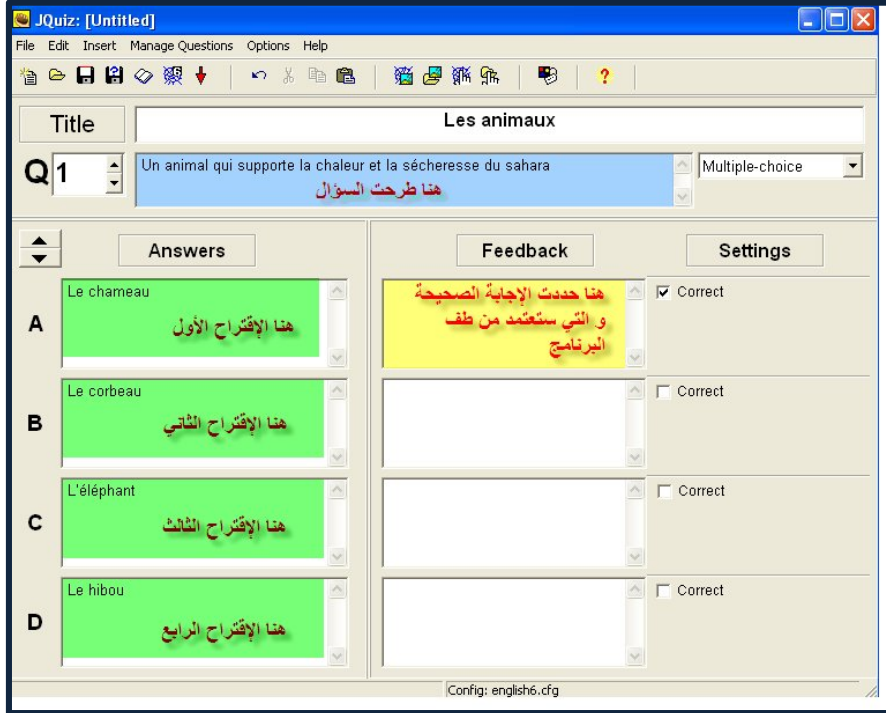 JQuiz: [Untitled]
File Edit Insert Manage Questions Options Help
Title
Les animaux
Q 1
Un animal qui supporte la chaleur et la sécheresse du sahara
هنا طرحت السؤال
Multiple-choice
Answers
Feedback
Settings
A
Le chameau
هنا الإقتراح الأول
هنا حددت الإجابة الصحيحة
و التي ستعتمد من طف
البرنامج
Correct
B
Le corbeau
هنا الإقتراح الثاني
Correct
C
L'éléphant
هنا الإقتراح الثالث
Correct
D
Le hibou
هنا الإقتراح الرابع
Correct
Config: english6.cfg